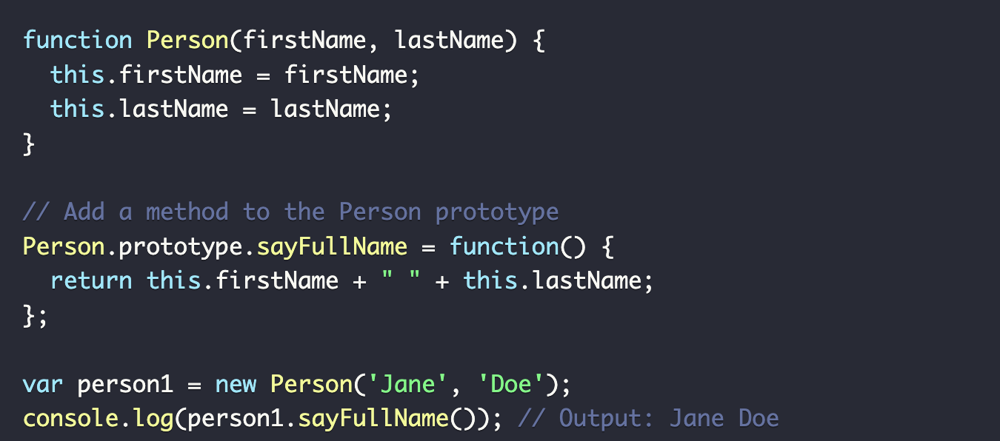 function Person(firstName, lastName) {
  this.firstName = firstName;
  this.lastName = lastName;
}

// Add a method to the Person prototype
Person.prototype.sayFullName = function() {
  return this.firstName + " " + this.lastName;
};

var person1 = new Person('Jane', 'Doe');
console.log(person1.sayFullName()); // Output: Jane Doe